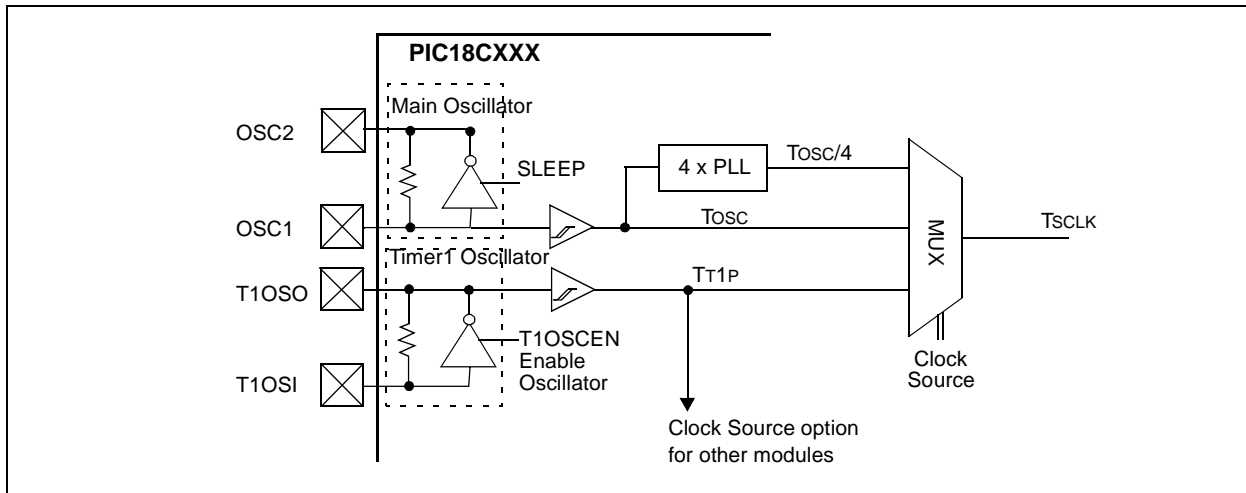 PIC18CXXX
Main Oscillator
OSC2
SLEEP
4 x PLL
TOSC/4
OSC1
TOSC
MUX
TSCLK
Timer1 Oscillator
T1OSO
TT1P
T1OSCEN
Enable
Oscillator
T1OSI
Clock
Source
Clock Source option
for other modules